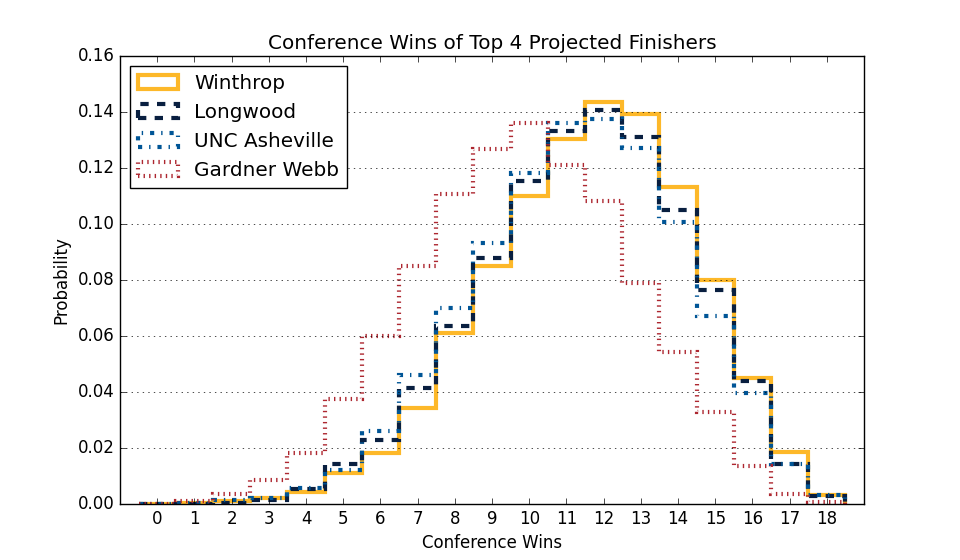 Conference Wins of Top 4 Projected Finishers
Winthrop
Longwood
UNC Asheville
Gardner Webb
Probability
0.16
0.14
0.12
0.10
0.08
0.06
0.04
0.02
0.00
0 1 2 3 4 5 6 7 8 9 10 11 12 13 14 15 16 17 18
Conference Wins